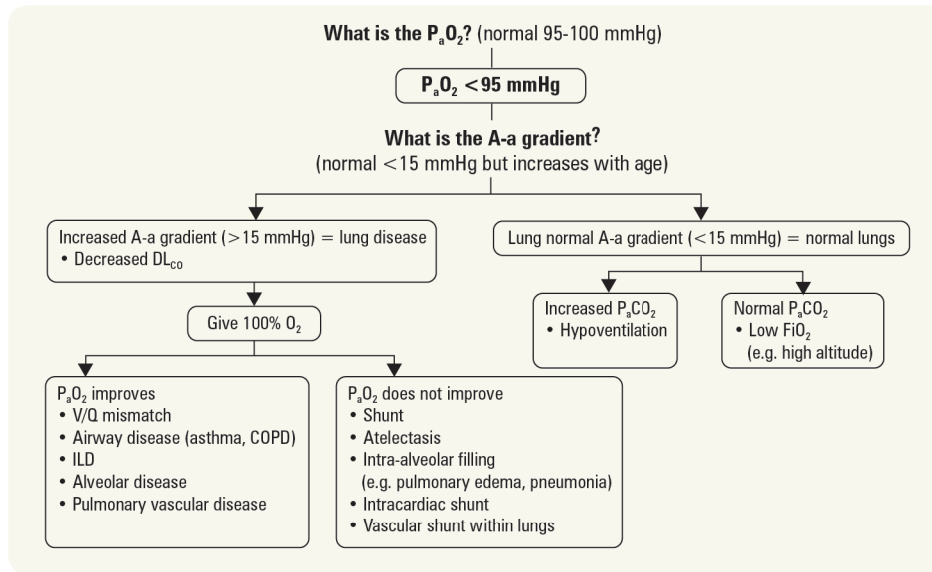 What is the PaO₂? (normal 95-100 mmHg)
PaO₂ <95 mmHg
What is the A-a gradient?
(normal <15 mmHg but increases with age)
Increased A-a gradient (>15 mmHg) = lung disease
• Decreased DLco
Lung normal A-a gradient (<15 mmHg) = normal lungs
Give 100% O₂
Increased PaCO₂
• Hypoventilation
Normal PaCO₂
• Low FiO₂
(e.g. high altitude)
PaO₂ improves
• V/Q mismatch
• Airway disease (asthma, COPD)
• ILD
• Alveolar disease
• Pulmonary vascular disease
PaO₂ does not improve
• Shunt
• Atelectasis
• Intra-alveolar filling
(e.g. pulmonary edema, pneumonia)
• Intracardiac shunt
• Vascular shunt within lungs